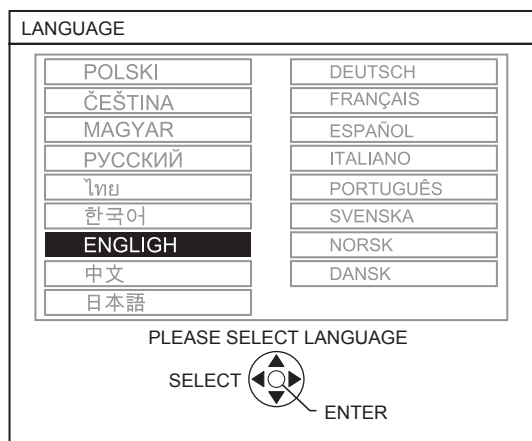 LANGUAGE
POLSKI
ČEŠTINA
MAGYAR
РУССКИЙ
ไทย
한국어
ENGLIGH
中文
日本語
DEUTSCH
FRANÇAIS
ESPAÑOL
ITALIANO
PORTUGUÊS
SVENSKA
NORSK
DANSK
PLEASE SELECT LANGUAGE
SELECT
ENTER